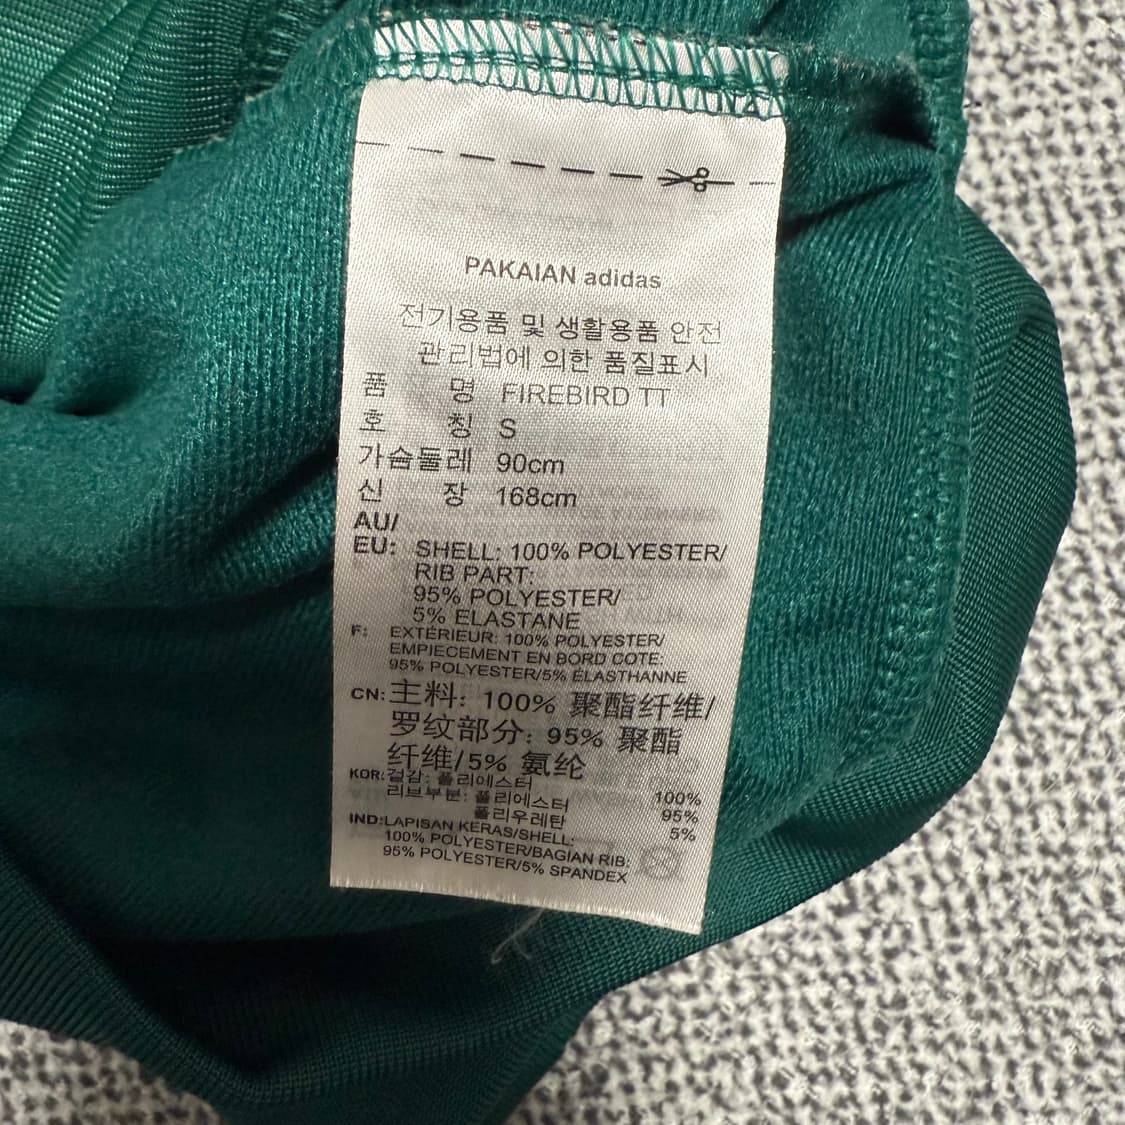 PAKAIAN adidas
전기용품 및 생활용품 안전
관리법에 의한 품질표시
품 명 FIREBIRD TT
호 칭 S
가슴둘레 90cm
신 장 168cm
AU/
EU: SHELL: 100% POLYESTER/
RIB PART:
95% POLYESTER/
5% ELASTANE
F: EXTÉRIEUR: 100% POLYESTER/
EMPIECEMENT EN BORD COTE:
95% POLYESTER/5% ÉLASTHANNE
CN: 主料: 100% 聚酯纤维/
罗纹部分: 95% 聚酯
纤维/5% 氨纶
KOR: 겉감: 폴리에스터 100%
리브부분: 폴리에스터 95%
폴리우레탄 5%
IND: LAPISAN KERAS/SHELL:
100% POLYESTER/BAGIAN RIB:
95% POLYESTER/5% SPANDEX